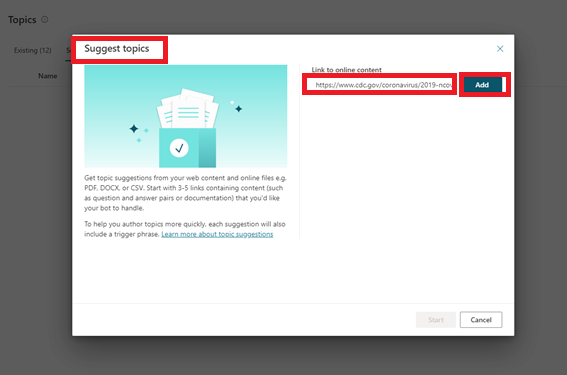 Topics
Existing (12)
Name
Suggest topics
Get topic suggestions from your web content and online files e.g.
PDF, DOCX, or CSV. Start with 3-5 links containing content (such
as question and answer pairs or documentation) that you'd like
your bot to handle.
To help you author topics more quickly, each suggestion will also
include a trigger phrase. Learn more about topic suggestions
Link to online content
https://www.cdc.gov/coronavirus/2019-ncov
Add
Start
Cancel